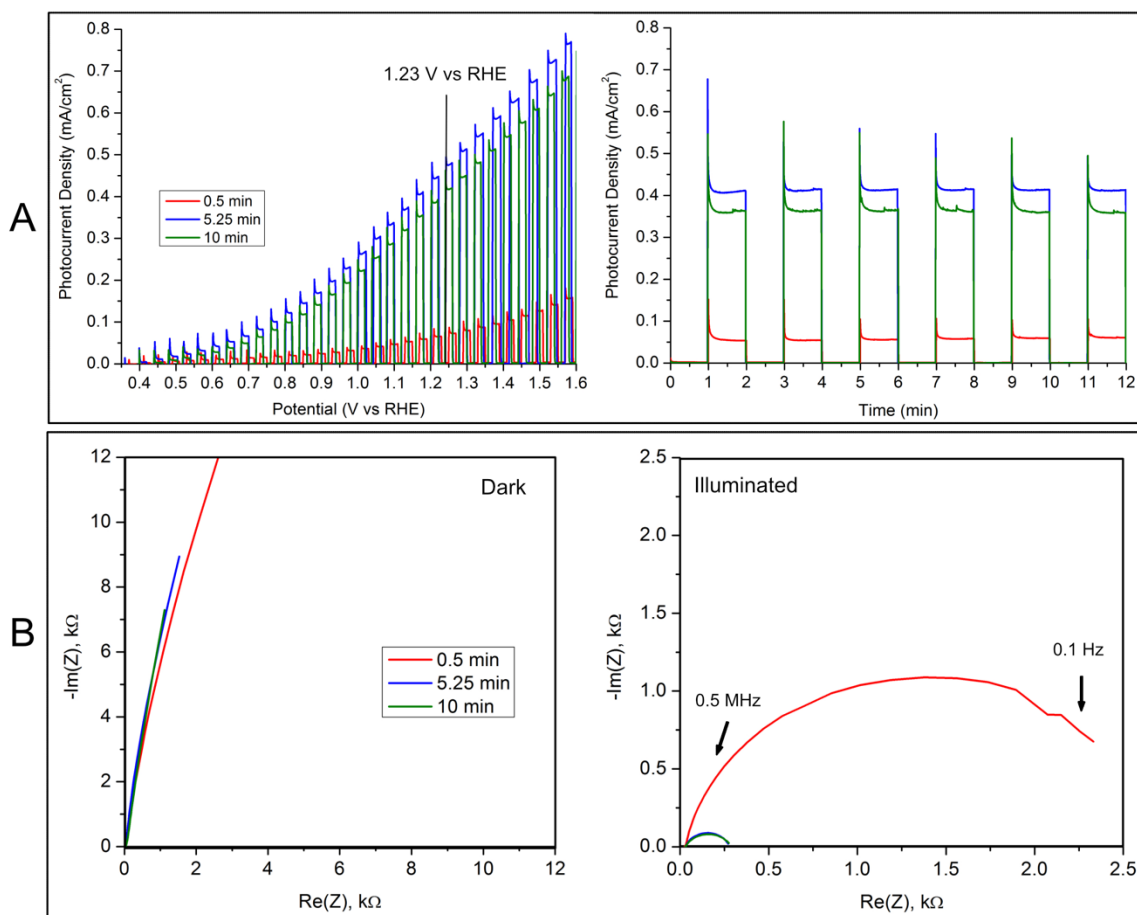 A
Photocurrent Density (mA/cm²)
0.8
0.7
0.6
0.5
0.4
0.3
0.2
0.1
0.0
1.23 V vs RHE
0.5 min
5.25 min
10 min
0.4 0.5 0.6 0.7 0.8 0.9 1.0 1.1 1.2 1.3 1.4 1.5 1.6
Potential (V vs RHE)
Photocurrent Density (mA/cm²)
0.8
0.7
0.6
0.5
0.4
0.3
0.2
0.1
0.0
0 1 2 3 4 5 6 7 8 9 10 11 12
Time (min)
B
-Im(Z), kΩ
12
10
8
6
4
2
0
Dark
0.5 min
5.25 min
10 min
0 2 4 6 8 10 12
Re(Z), kΩ
-Im(Z), kΩ
2.5
2.0
1.5
1.0
0.5
0.0
Illuminated
0.5 MHz
0.1 Hz
0.0 0.5 1.0 1.5 2.0 2.5
Re(Z), kΩ